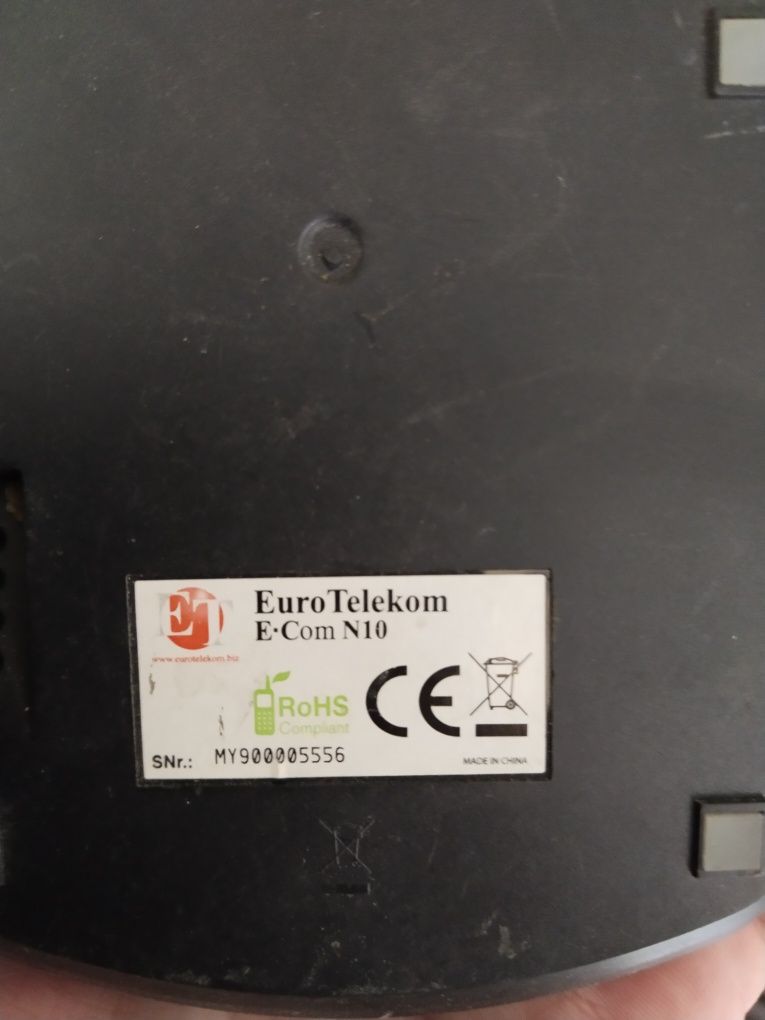 ET
EuroTelekom
E·Com N10
www.eurotelekom.biz
RoHS
Compliant
CE
SNr.: MY900005556
MADE IN CHINA